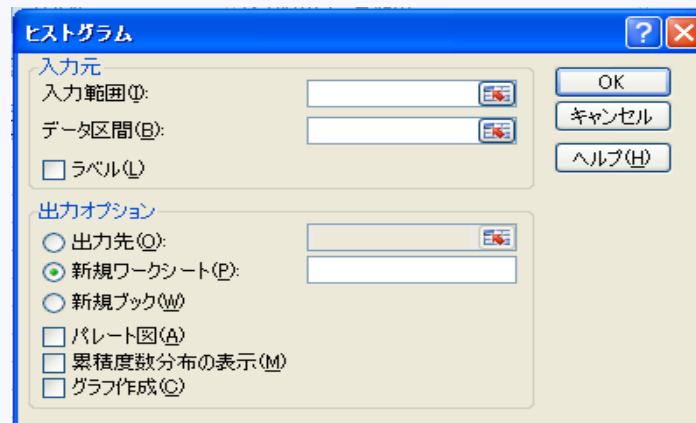 ヒストグラム
入力元
入力範囲(I):
データ区間(B):
ラベル(L)
OK
キャンセル
ヘルプ(H)
出力オプション
出力先(O):
新規ワークシート(P):
新規ブック(W)
パレート図(A)
累積度数分布の表示(M)
グラフ作成(C)